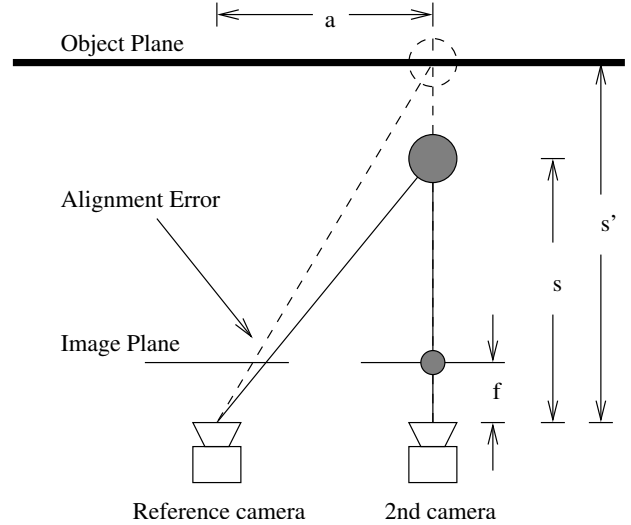 a
Object Plane
Alignment Error
s'
s
Image Plane
f
Reference camera
2nd camera